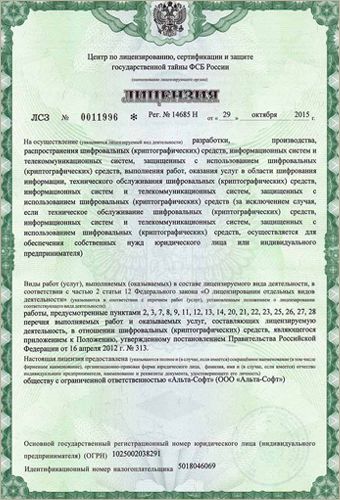 Центр по лицензированию, сертификации и защите
государственной тайны ФСБ России
(наименование лицензирующего органа)
ЛИЦЕНЗИЯ
ЛСЗ № 0011996 * Рег. № 14685 Н от « 29 » октября 2015 г.
На осуществление (указывается лицензируемый вид деятельности) разработки, производства,
распространения шифровальных (криптографических) средств, информационных систем и
телекоммуникационных систем, защищенных с использованием шифровальных
(криптографических) средств, выполнения работ, оказания услуг в области шифрования
информации, технического обслуживания шифровальных (криптографических) средств,
информационных систем и телекоммуникационных систем, защищенных с
использованием шифровальных (криптографических) средств (за исключением случая,
если техническое обслуживание шифровальных (криптографических) средств,
информационных систем и телекоммуникационных систем, защищенных с
использованием шифровальных (криптографических) средств, осуществляется для
обеспечения собственных нужд юридического лица или индивидуального
предпринимателя)
Виды работ (услуг), выполняемых (оказываемых) в составе лицензируемого вида деятельности, в
соответствии с частью 2 статьи 12 Федерального закона «О лицензировании отдельных видов
деятельности» (указываются в соответствии с перечнем работ (услуг), установленным положением о лицензировании
соответствующего вида деятельности)
работы, предусмотренные пунктами 2, 3, 7, 8, 9, 11, 12, 13, 14, 20, 21, 22, 23, 25, 26, 27, 28
перечня выполняемых работ и оказываемых услуг, составляющих лицензируемую
деятельность, в отношении шифровальных (криптографических) средств, являющегося
приложением к Положению, утвержденному постановлением Правительства Российской
Федерации от 16 апреля 2012 г. № 313.
Настоящая лицензия предоставлена (указывается полное и (в случае, если имеется) сокращенное наименование (в том числе
фирменное наименование), организационно-правовая форма юридического лица, фамилия, имя и (в случае, если имеется) отчество
индивидуального предпринимателя, наименование и реквизиты документа, удостоверяющего его личность)
обществу с ограниченной ответственностью «Альта-Софт» (ООО «Альта-Софт»)
Основной государственный регистрационный номер юридического лица (индивидуального
предпринимателя) (ОГРН) 1025002038291
Идентификационный номер налогоплательщика 5018046069